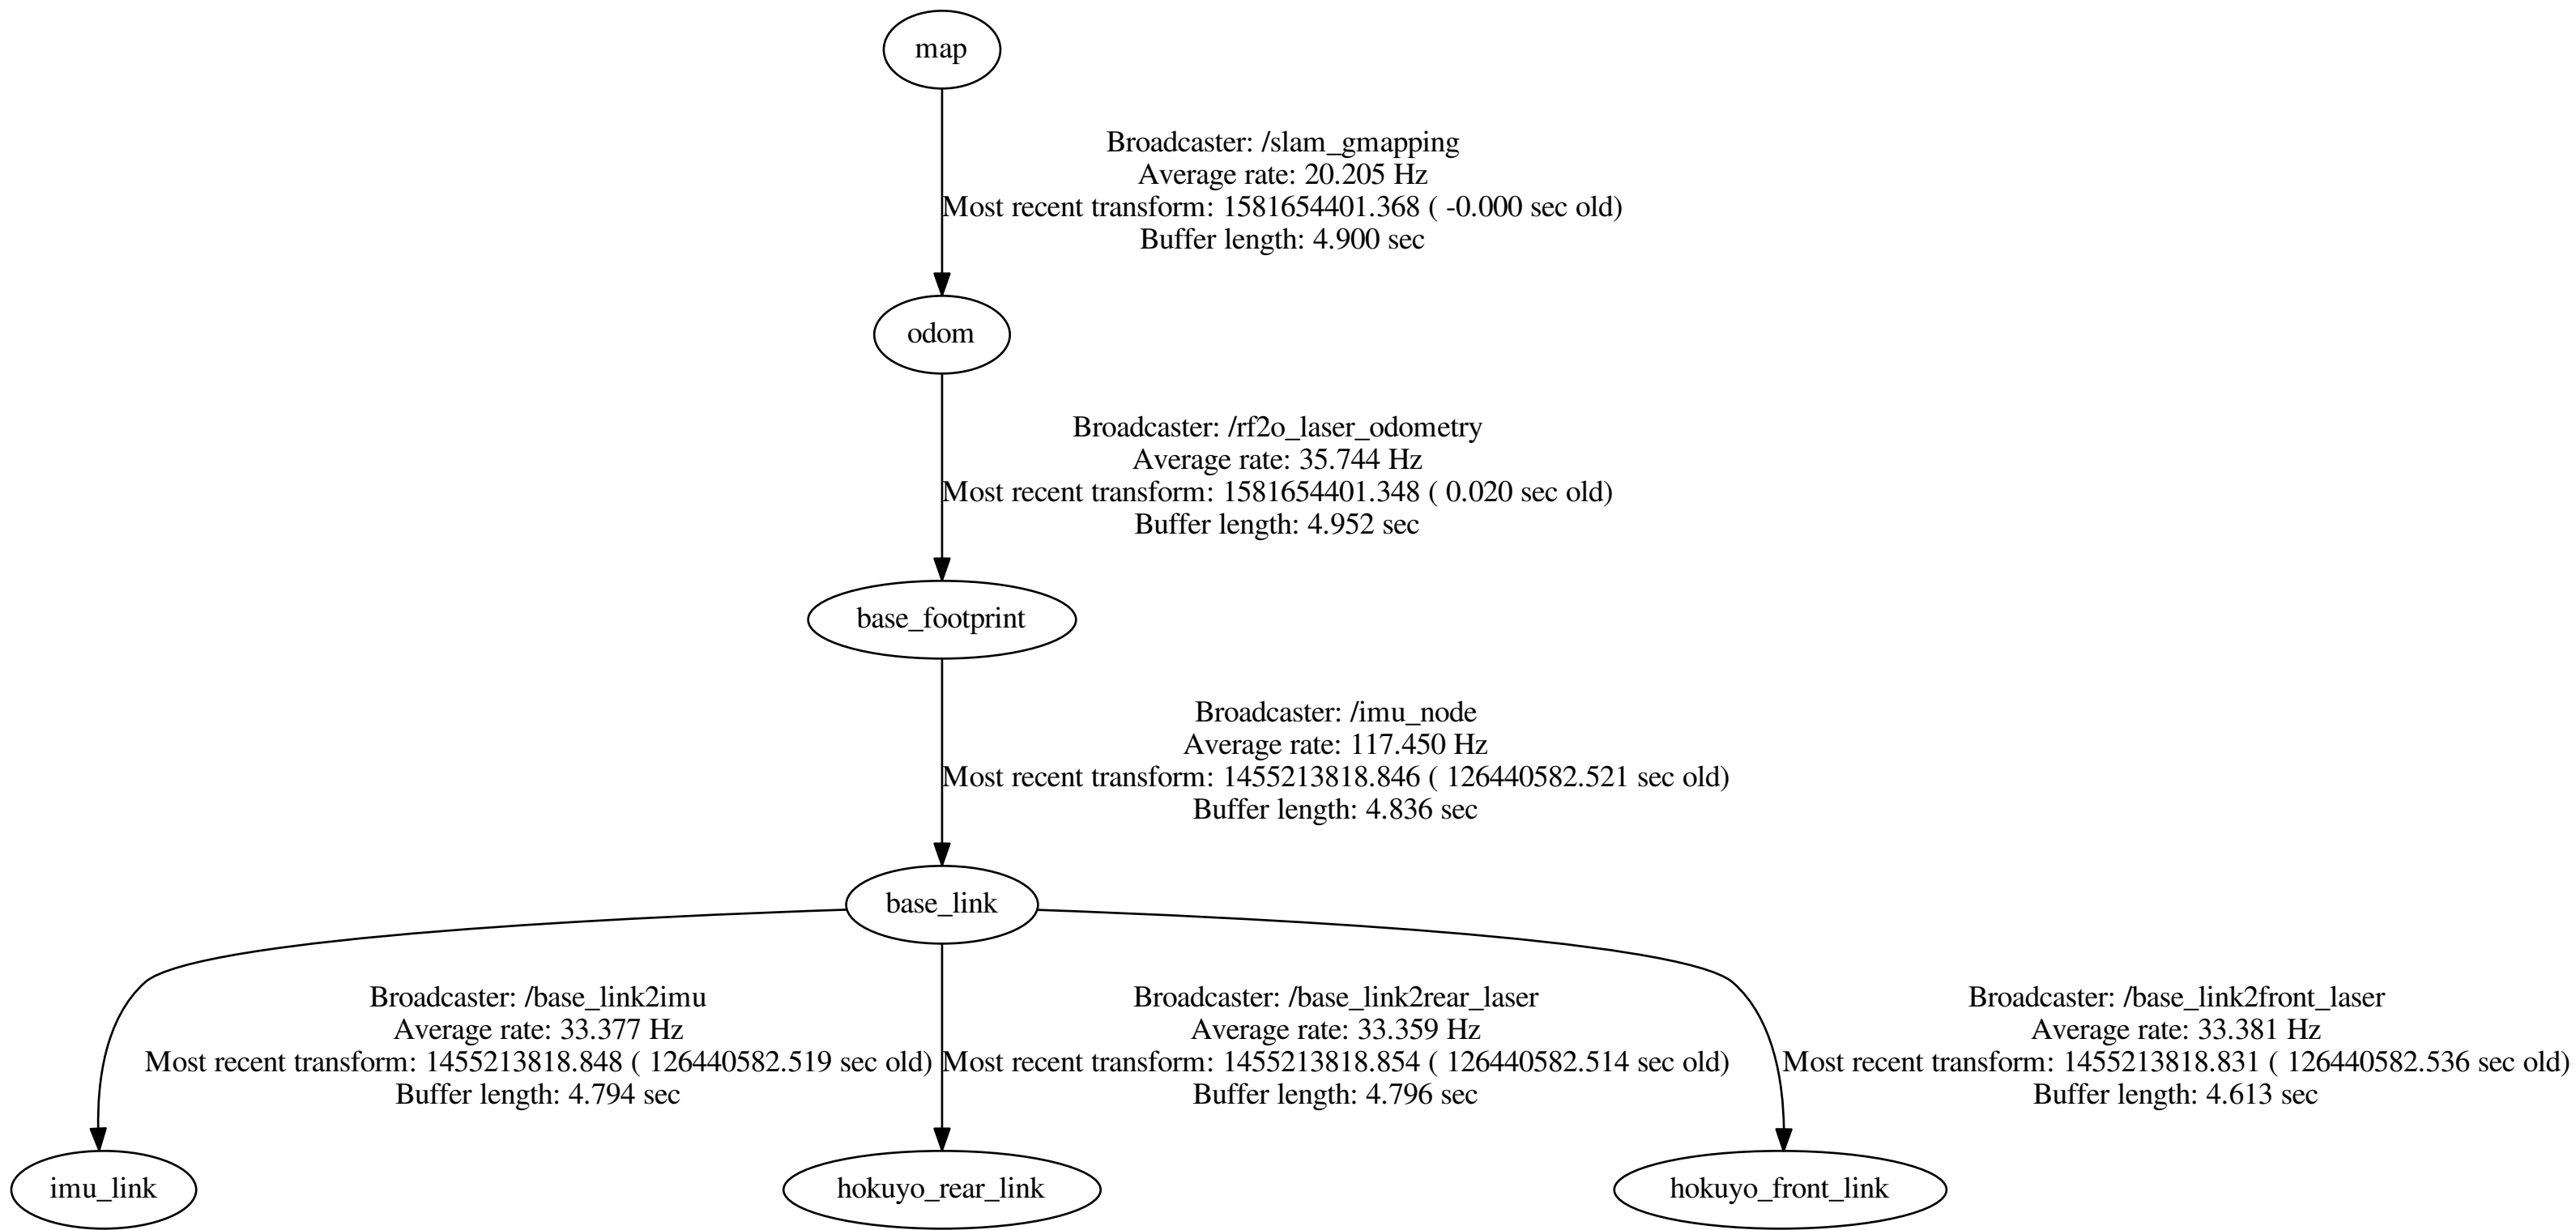 map
Broadcaster: /slam_gmapping
Average rate: 20.205 Hz
Most recent transform: 1581654401.368 ( -0.000 sec old)
Buffer length: 4.900 sec
odom
Broadcaster: /rf2o_laser_odometry
Average rate: 35.744 Hz
Most recent transform: 1581654401.348 ( 0.020 sec old)
Buffer length: 4.952 sec
base_footprint
Broadcaster: /imu_node
Average rate: 117.450 Hz
Most recent transform: 1455213818.846 ( 126440582.521 sec old)
Buffer length: 4.836 sec
base_link
Broadcaster: /base_link2imu
Average rate: 33.377 Hz
Most recent transform: 1455213818.848 ( 126440582.519 sec old)
Buffer length: 4.794 sec
Broadcaster: /base_link2rear_laser
Average rate: 33.359 Hz
Most recent transform: 1455213818.854 ( 126440582.514 sec old)
Buffer length: 4.796 sec
Broadcaster: /base_link2front_laser
Average rate: 33.381 Hz
Most recent transform: 1455213818.831 ( 126440582.536 sec old)
Buffer length: 4.613 sec
imu_link
hokuyo_rear_link
hokuyo_front_link